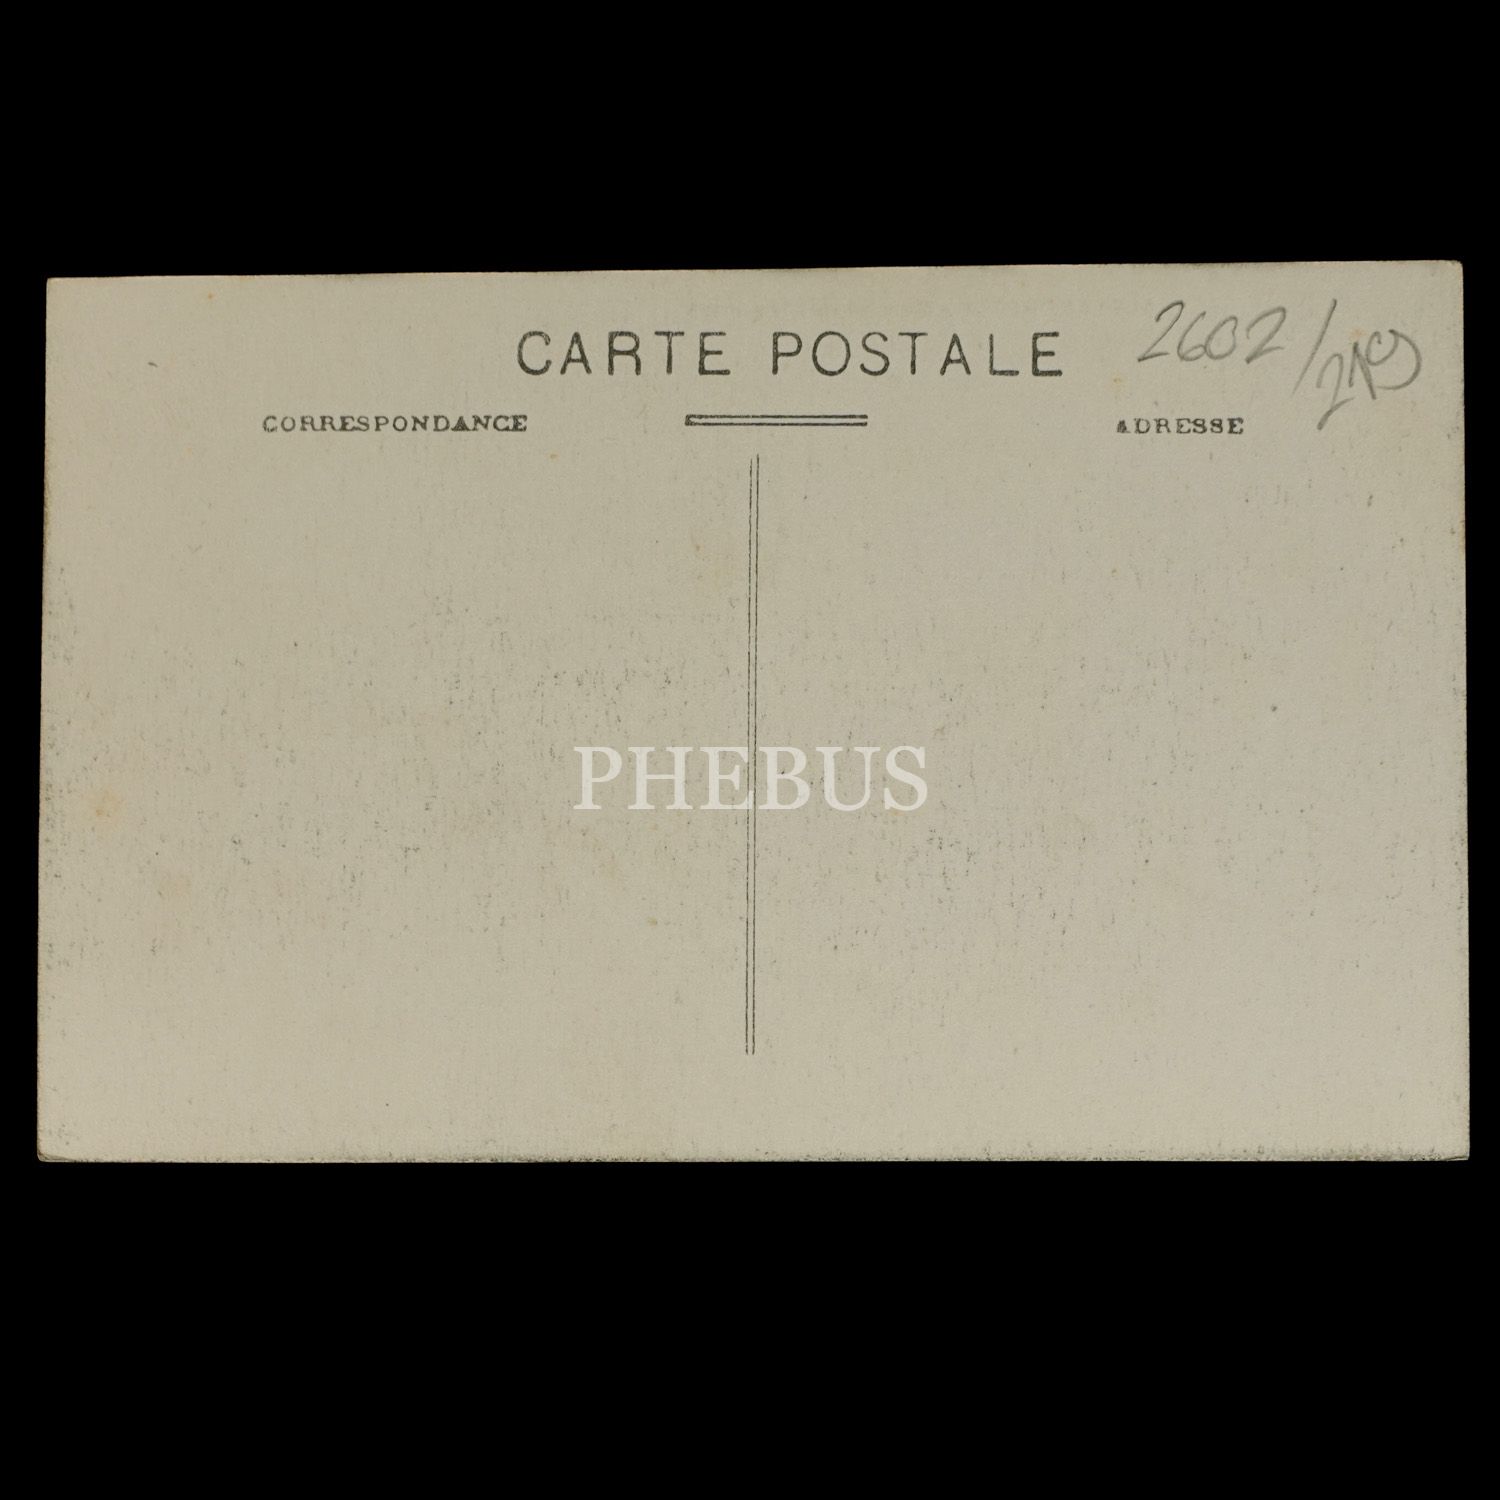 CARTE POSTALE
2602/
CORRESPONDANCE
ADRESSE
PHEBUS